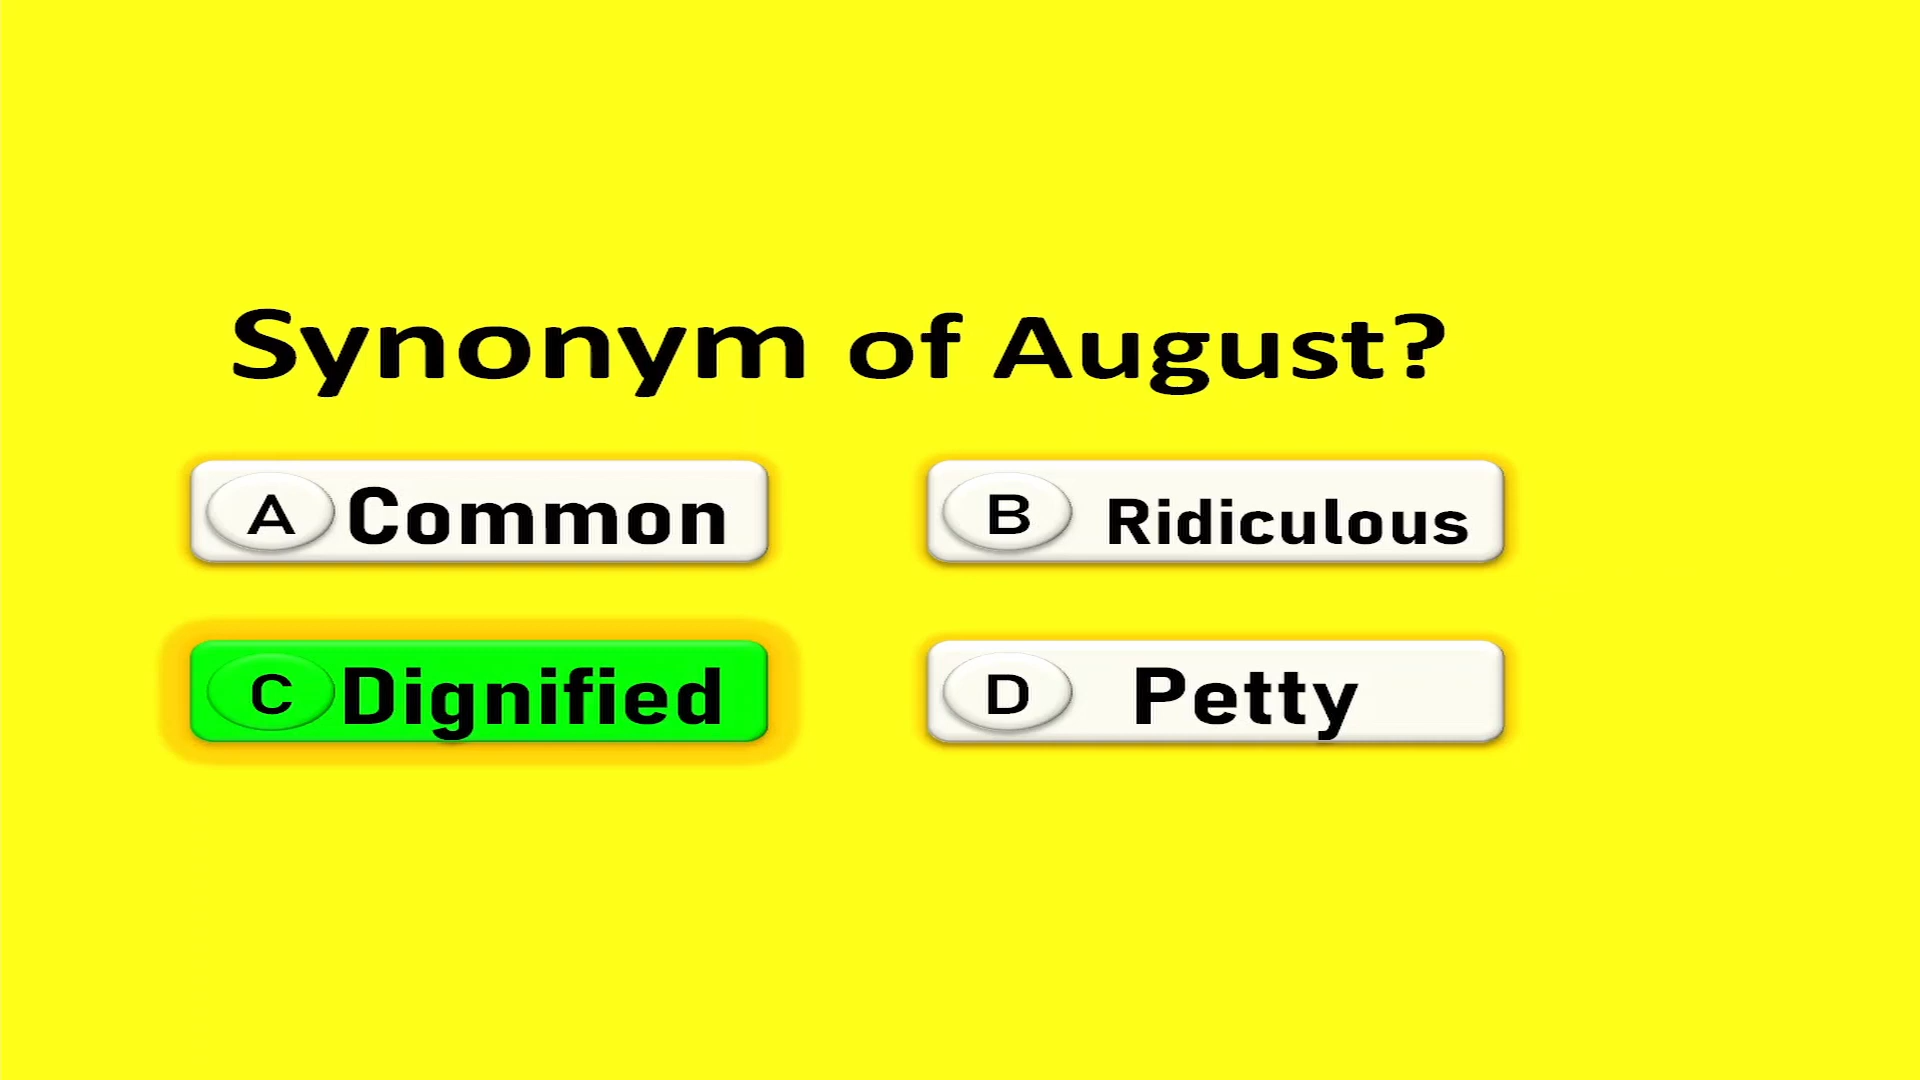 Synonym of August?
A Common
B Ridiculous
C Dignified
D Petty